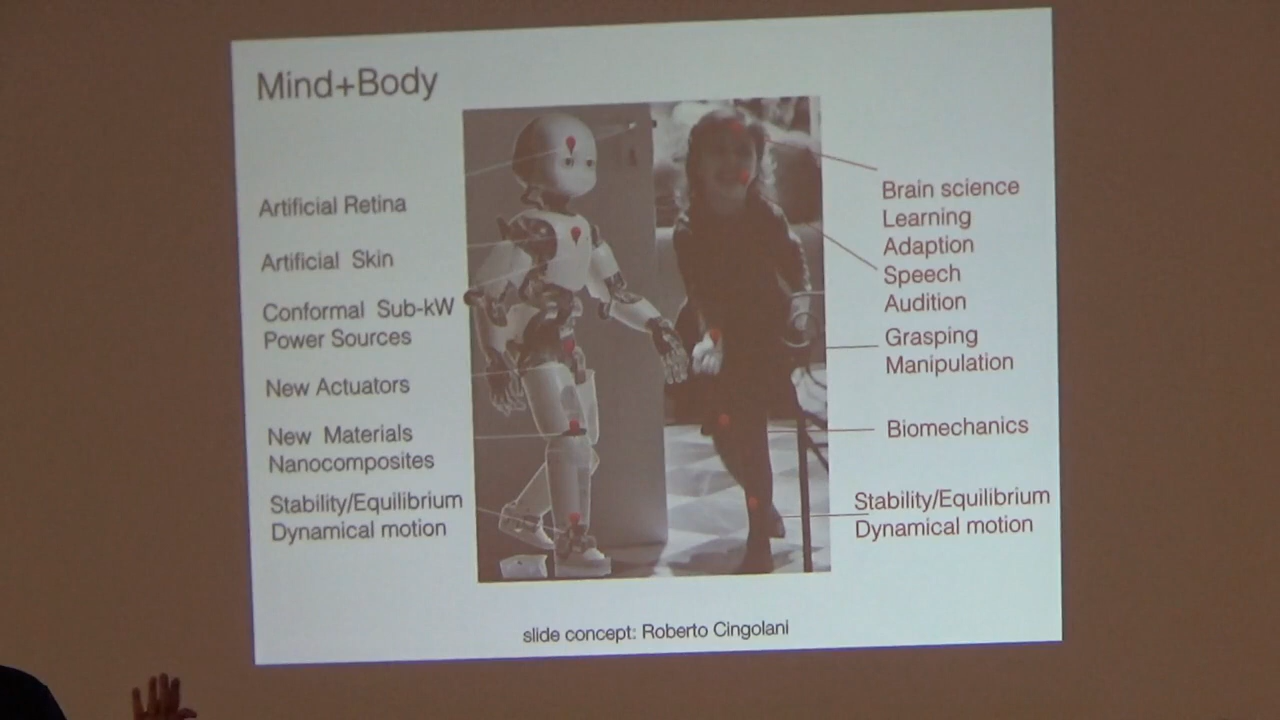 Mind+Body
Artificial Retina
Artificial Skin
Conformal Sub-kW
Power Sources
New Actuators
New Materials
Nanocomposites
Stability/Equilibrium
Dynamical motion
Brain science
Learning
Adaption
Speech
Audition
Grasping
Manipulation
Biomechanics
Stability/Equilibrium
Dynamical motion
slide concept: Roberto Cingolani